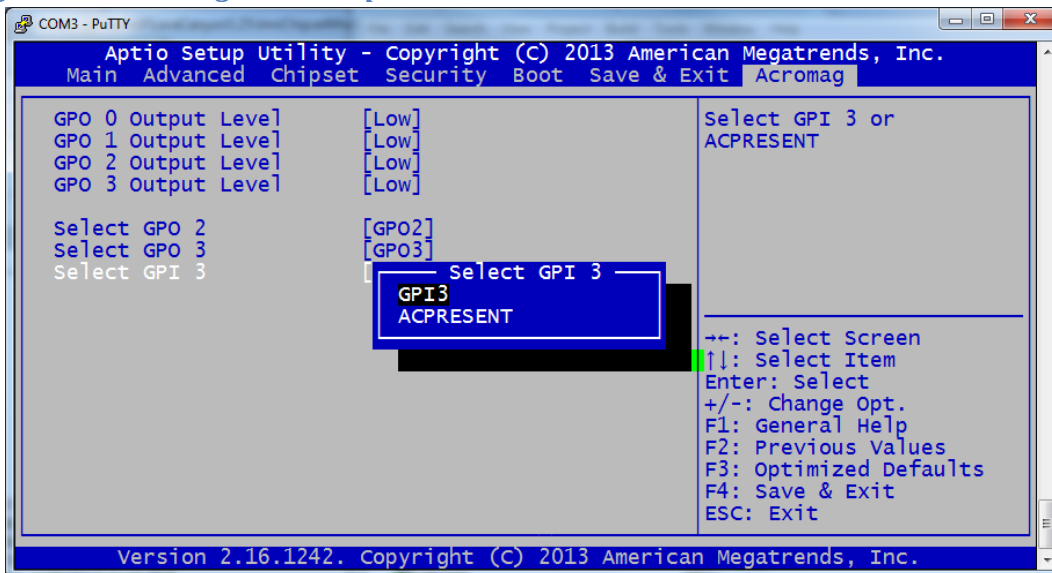 COM3 - PuTTY
Aptio Setup Utility - Copyright (C) 2013 American Megatrends, Inc.
Main Advanced Chipset Security Boot Save & Exit Acromag
GPO 0 Output Level [Low]
GPO 1 Output Level [Low]
GPO 2 Output Level [Low]
GPO 3 Output Level [Low]
Select GPO 2 [GPO2]
Select GPO 3 [GPO3]
Select GPI 3 [
Select GPI 3
GPI3
ACPRESENT
Select GPI 3 or
ACPRESENT
→←: Select Screen
↑↓: Select Item
Enter: Select
+/-: Change Opt.
F1: General Help
F2: Previous Values
F3: Optimized Defaults
F4: Save & Exit
ESC: Exit
Version 2.16.1242. Copyright (C) 2013 American Megatrends, Inc.